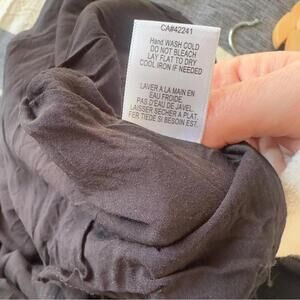 CA#42241
Hand WASH COLD
DO NOT BLEACH
LAY FLAT TO DRY
COOL IRON IF NEEDED
LAVER A LA MAIN EN
EAU FROIDE.
PAS D'EAU DE JAVEL.
LAISSER SECHER A PLAT.
FER TIEDE SI BESOIN EST.